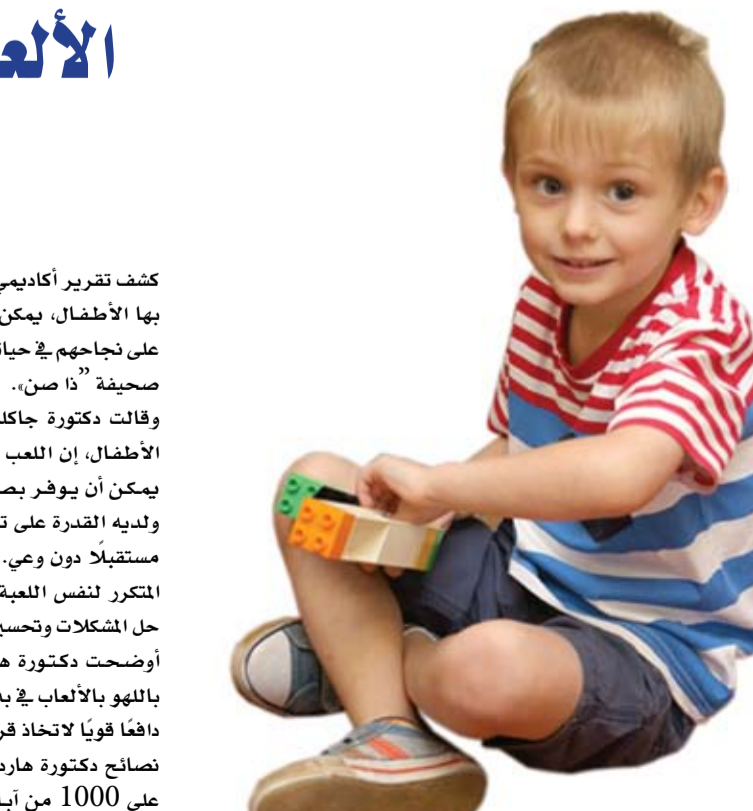 الألع
كشف تقرير أكاديمي
بها الأطفال، يمكن
على نجاحهم في حيا
صحيفة ”ذا صن».
وقالت دكتورة جاكل
الأطفال، إن اللعب
يمكن أن يوفر بص
ولديه القدرة على ت
مستقبلًا دون وعي.
المتكرر لنفس اللعبة
حل المشكلات وتحسي
أوضحت دكتورة ه
باللهو بالألعاب في ب
دافعًا قويًا لاتخاذ قر
نصائح دكتورة هارد
على 1000 من آبـ